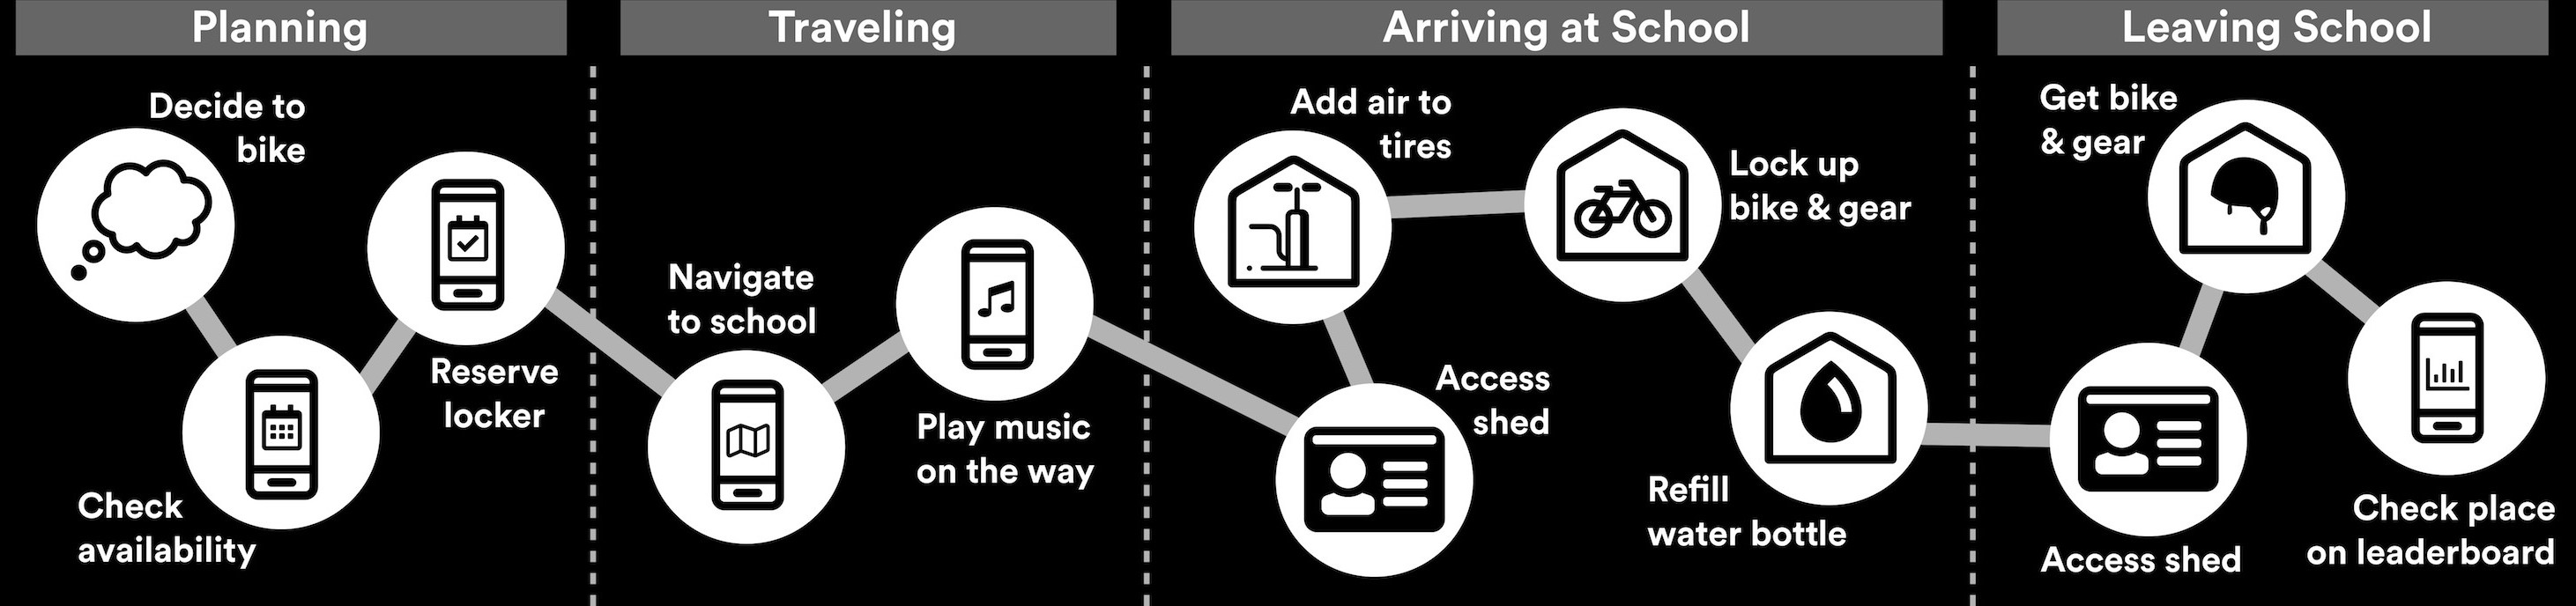 Planning
Decide to
bike
Check
availability
Reserve
locker
Traveling
Navigate
to school
Play music
on the way
Arriving at School
Access
shed
Add air to
tires
Lock up
bike & gear
Refill
water bottle
Leaving School
Access shed
Get bike
& gear
Check place
on leaderboard